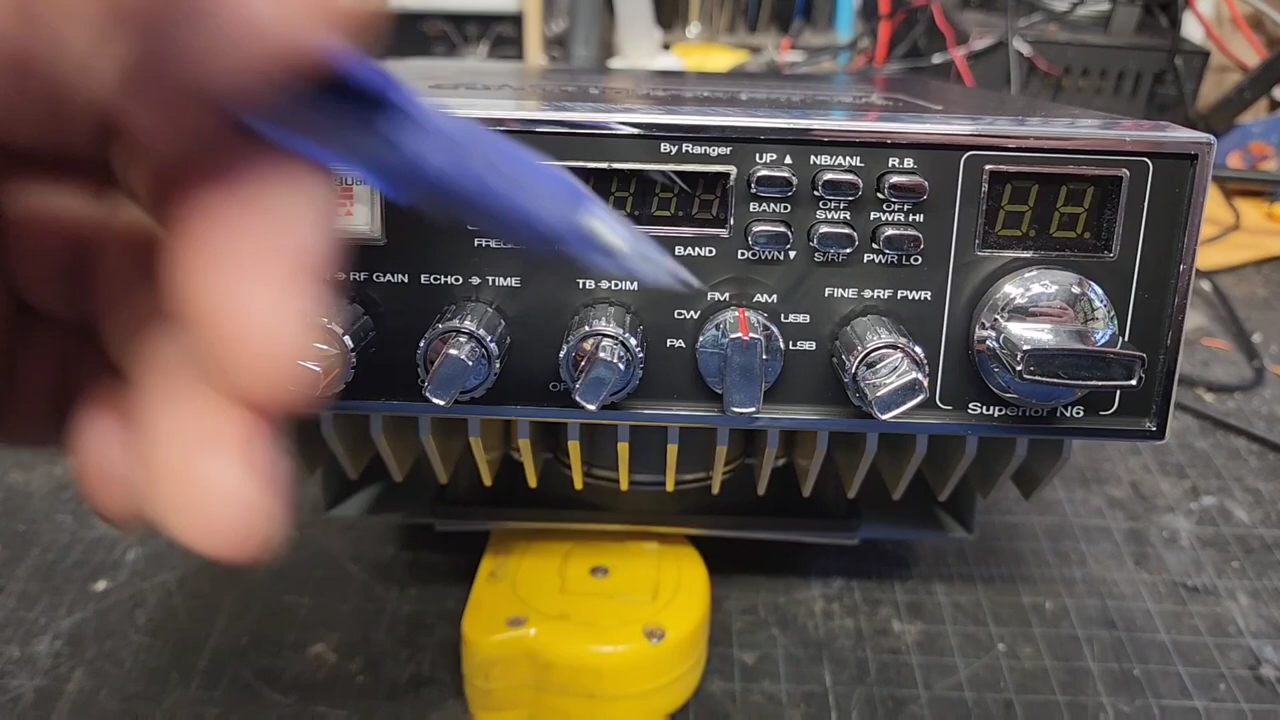 By Ranger
UP ▲ NB/ANL R.B.
BAND OFF OFF
SWR PWR HI
BAND DOWN ▼ S/RF PWR LO
RF GAIN ECHO TIME TB DIM FM AM FINE RF PWR
CW USB
PA LSB
Superior N6